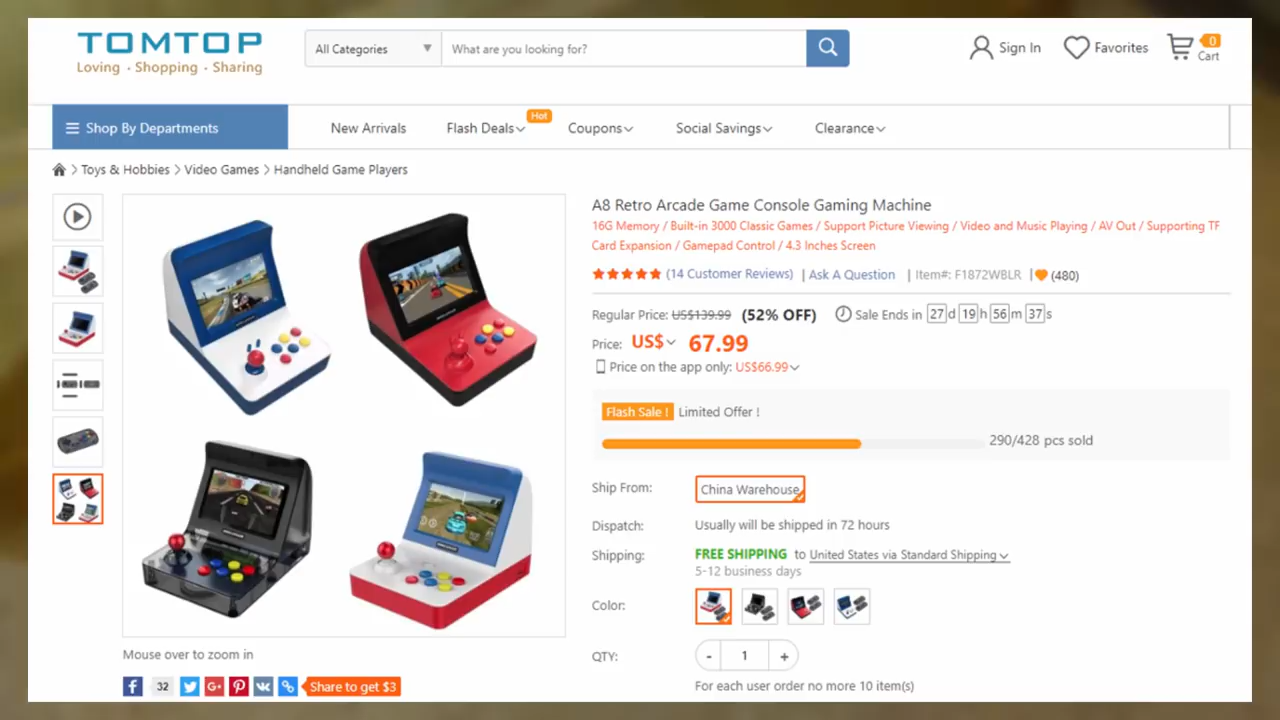 TOMTOP
Loving · Shopping · Sharing
All Categories
What are you looking for?
Sign In
Favorites
0
Cart
Shop By Departments
New Arrivals
Flash Deals
Hot
Coupons
Social Savings
Clearance
Toys & Hobbies > Video Games > Handheld Game Players
A8 Retro Arcade Game Console Gaming Machine
16G Memory / Built-in 3000 Classic Games / Support Picture Viewing / Video and Music Playing / AV Out / Supporting TF
Card Expansion / Gamepad Control / 4.3 Inches Screen
(14 Customer Reviews) | Ask A Question | Item#: F1872WBLR | (480)
Regular Price: US$139.99 (52% OFF) Sale Ends in 27 d 19 h 56 m 37 s
Price: US$ 67.99
Price on the app only: US$66.99
Flash Sale ! Limited Offer !
290/428 pcs sold
Ship From: China Warehouse
Dispatch: Usually will be shipped in 72 hours
Shipping: FREE SHIPPING to United States via Standard Shipping
5-12 business days
Color:
QTY: - 1 +
For each user order no more 10 item(s)
Mouse over to zoom in
f 32 G+ Share to get $3